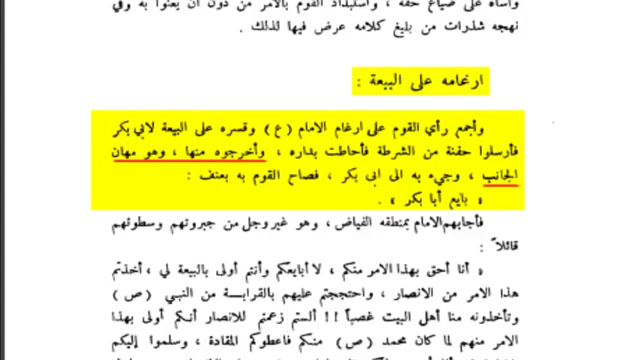 وأساه على ضياع حقه ، واستبداد القوم بالأمر من دون أن يعنوا به وفي
نهجه شذرات من بليغ كلامه عرض فيها لذلك .
ارغامه على البيعة :
وأجمع رأي القوم على ارغام الامام (ع) وقسره على البيعة لابي بكر
فأرسلوا حفنة من الشرطة فأحاطت بداره ، وأخرجوه منها ، وهو مهان
الجانب ، وجيء به الى ابى بكر ، فصاح القوم به بعنف :
« بايع أبا بكر » .
فأجابهم الامام بمنطقه الفياض ، وهو غير وجل من جبروتهم وسطوتهم
قائلاً :
« أنا أحق بهذا الامر منكم ، لا أبايعكم وأنتم أولى بالبيعة لي ، أخذتم
هذا الامر من الانصار ، واحتججتم عليهم بالقرابة من النبي (ص)
وتأخذونه منا أهل البيت غصباً !! ألستم زعمتم للانصار أنكم أولى بهذا
الامر منهم لما كان محمد (ص) منكم فاعطوكم المقادة ، وسلموا إليكم